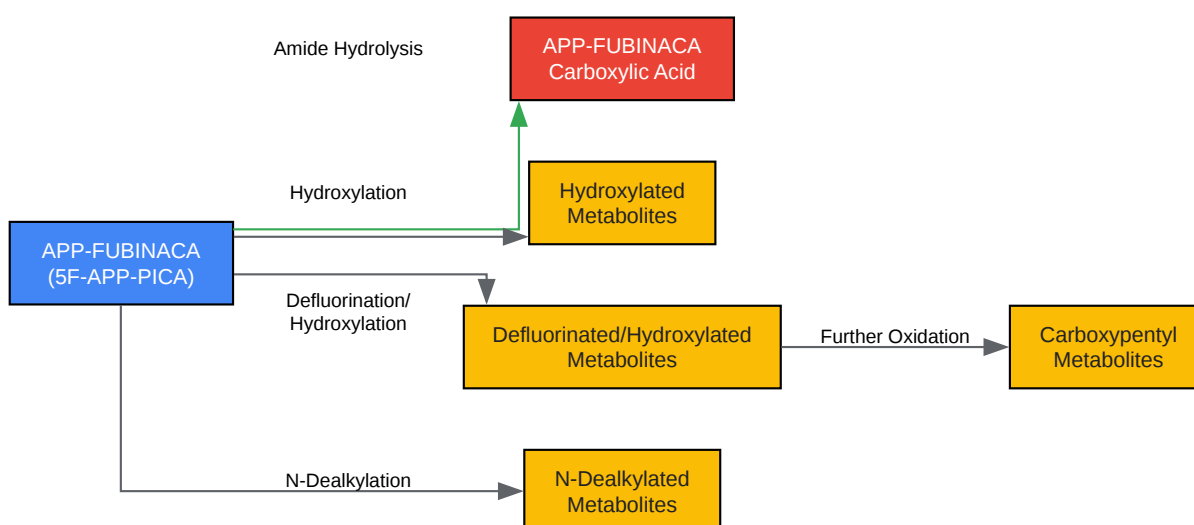 Amide Hydrolysis
APP-FUBINACA
Carboxylic Acid
Hydroxylation
Hydroxylated
Metabolites
APP-FUBINACA
(5F-APP-PICA)
Defluorination/
Hydroxylation
Defluorinated/Hydroxylated
Metabolites
Further Oxidation
Carboxypentyl
Metabolites
N-Dealkylation
N-Dealkylated
Metabolites